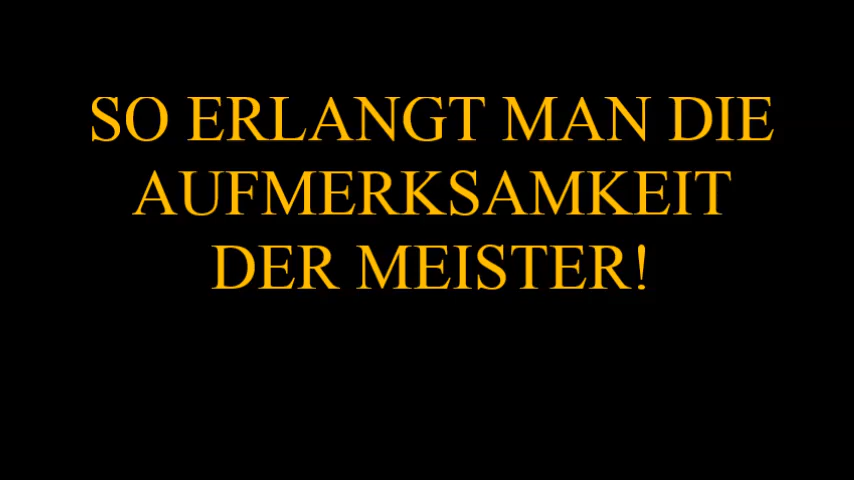 SO ERLANGT MAN DIE
AUFMERKSAMKEIT
DER MEISTER!